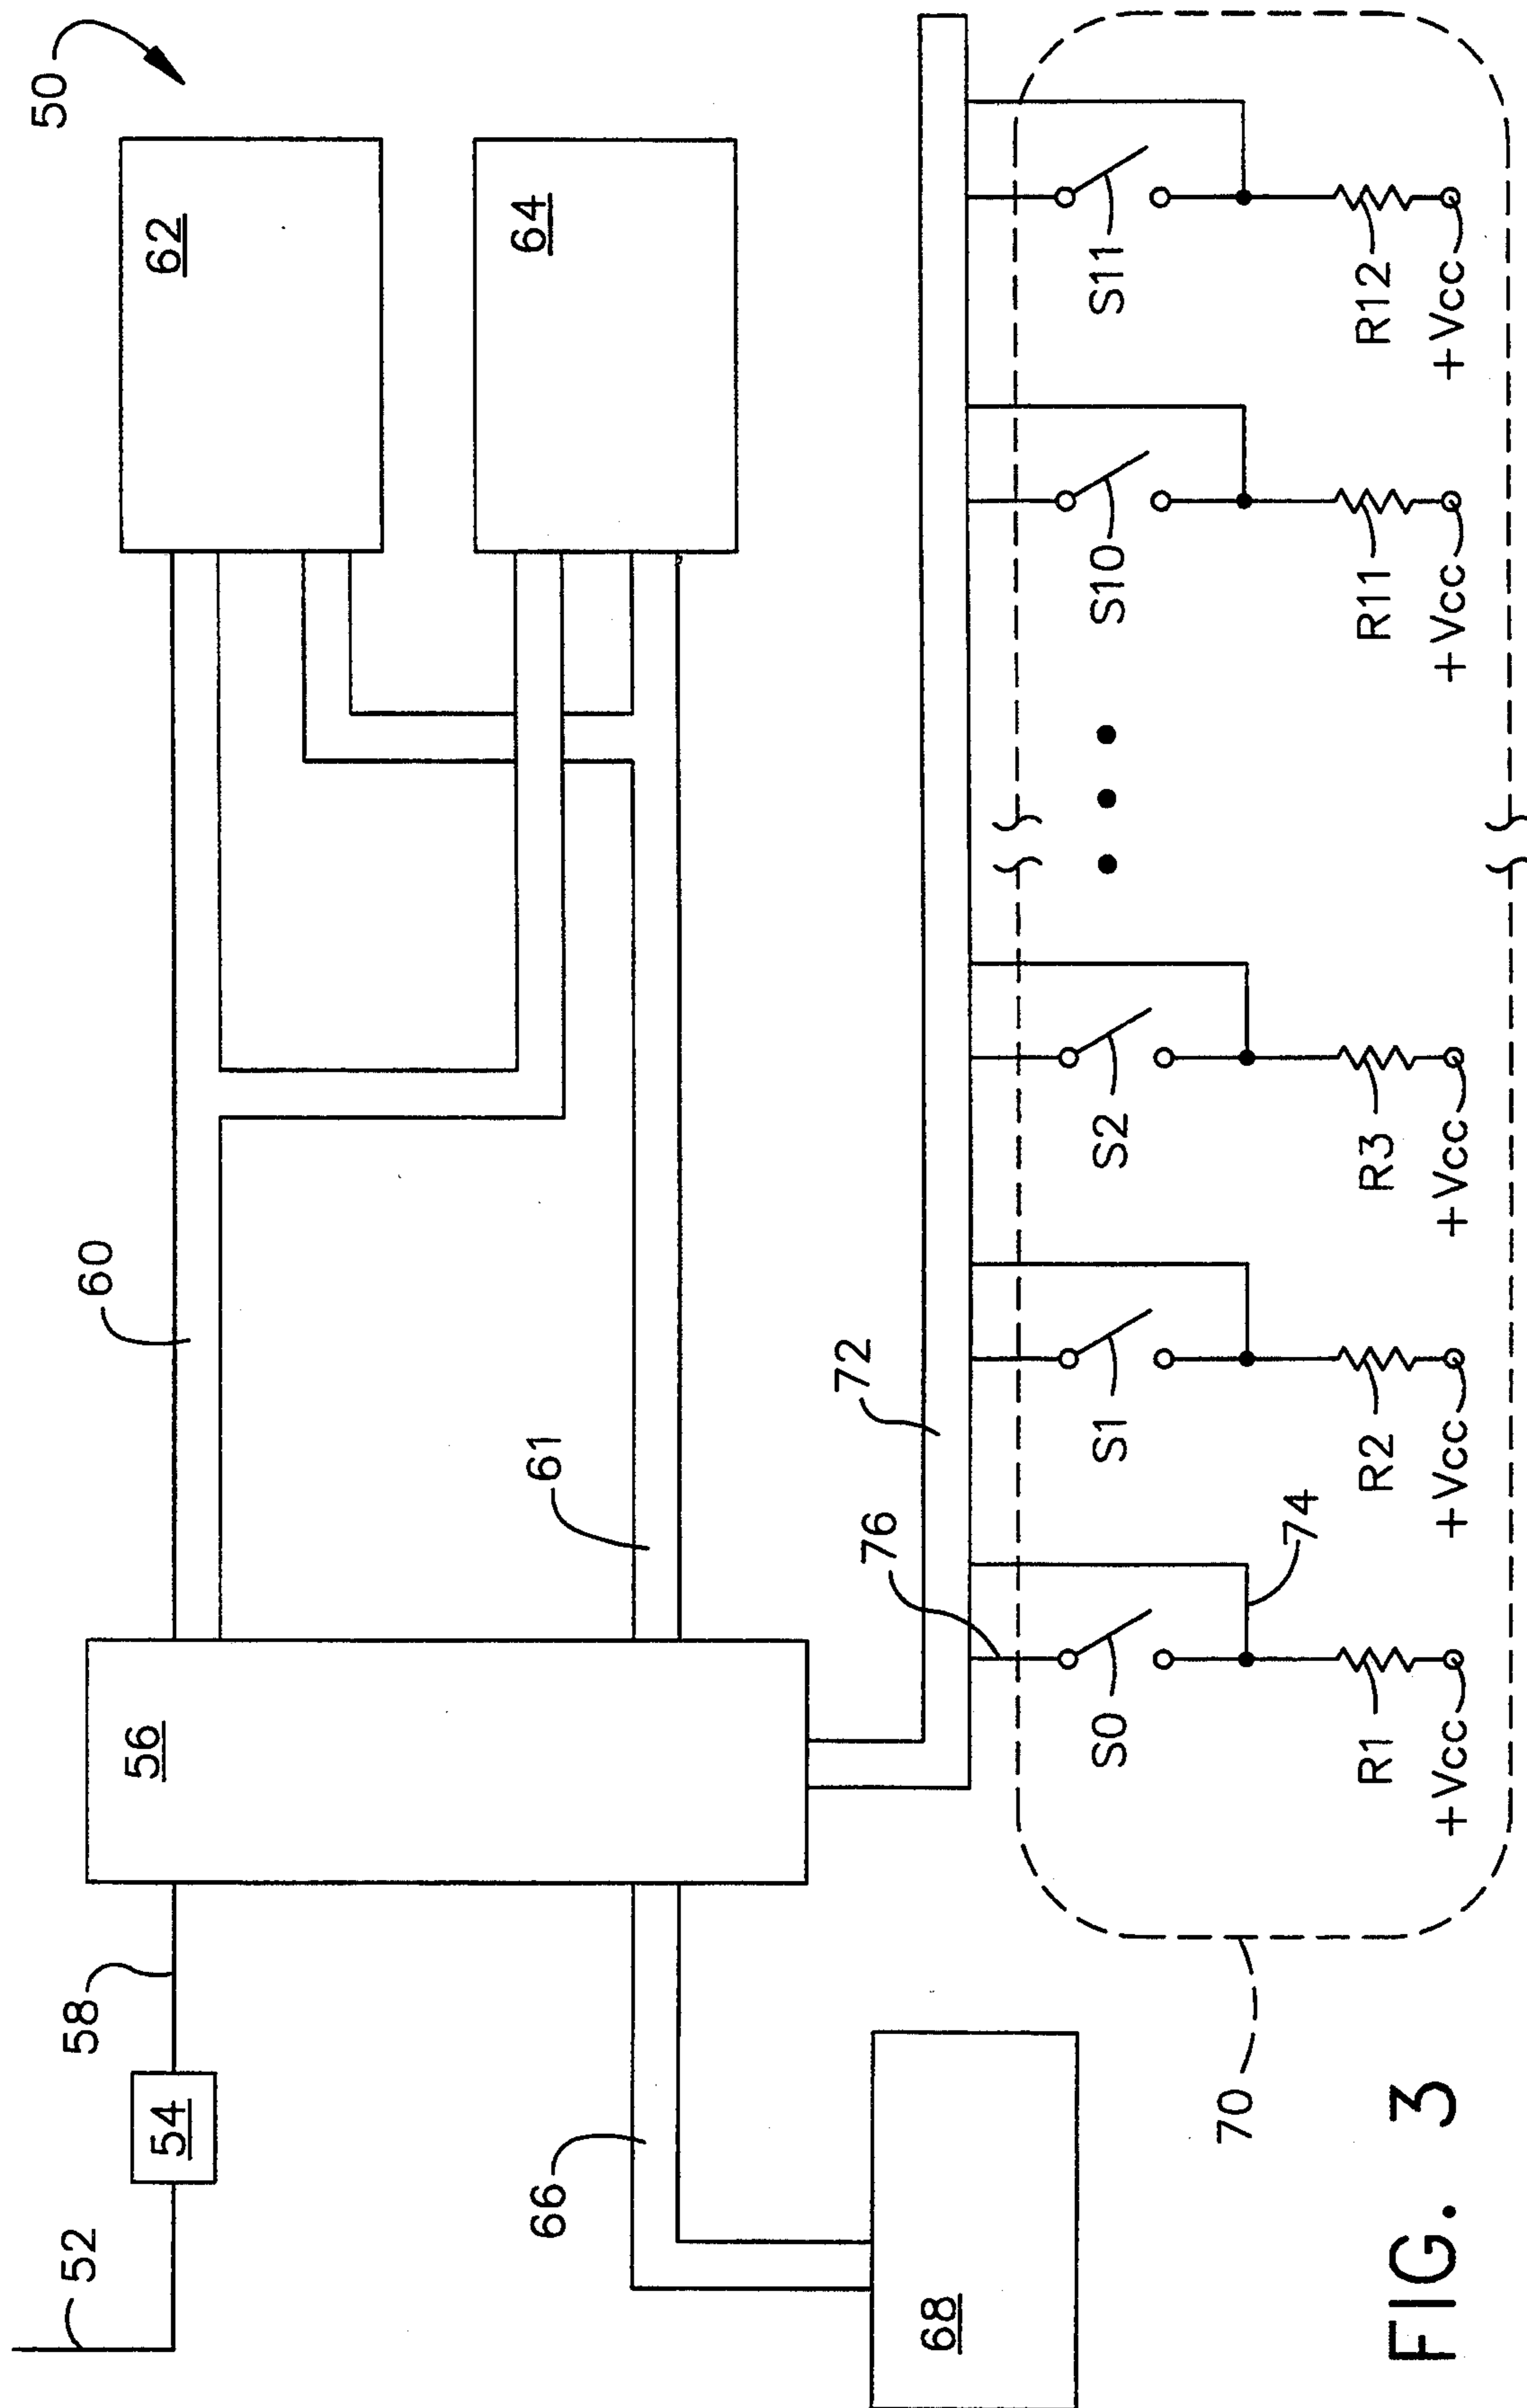 50
52
58
60
54
56
62
66
61
64
72
76
68
S0
S1
S2
S10
S11
70
74
R1
R2
R3
R11
R12
+Vcc
+Vcc
+Vcc
+Vcc
+Vcc
FIG. 3